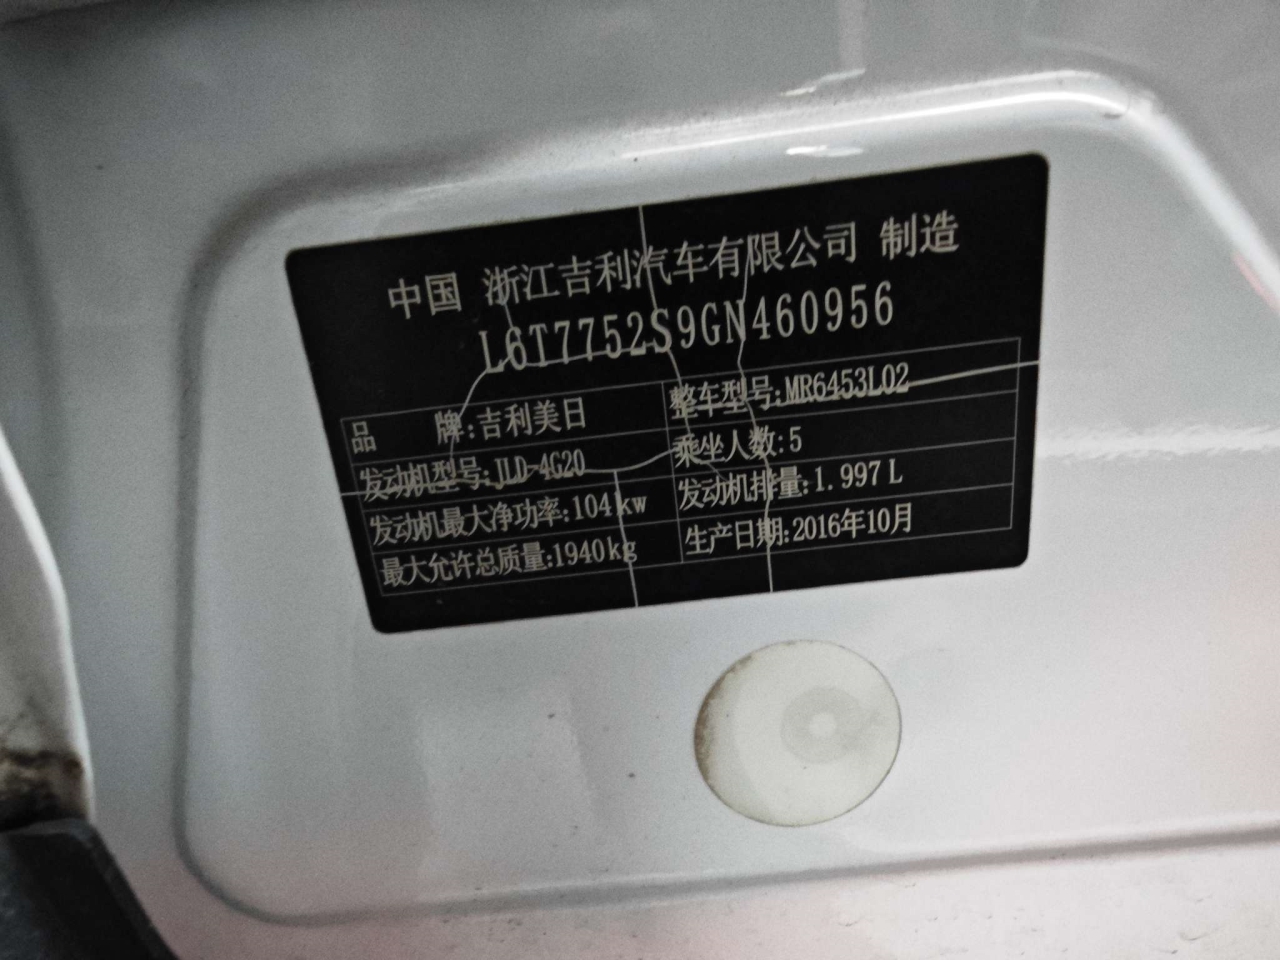 中国 浙江吉利汽车有限公司 制造
L6T7752S9GN460956
品 牌:吉利美日 整车型号:MR6453L02
发动机型号:JLD-4G20 乘坐人数:5
发动机最大净功率:104kw 发动机排量:1.997L
最大允许总质量:1940kg 生产日期:2016年10月